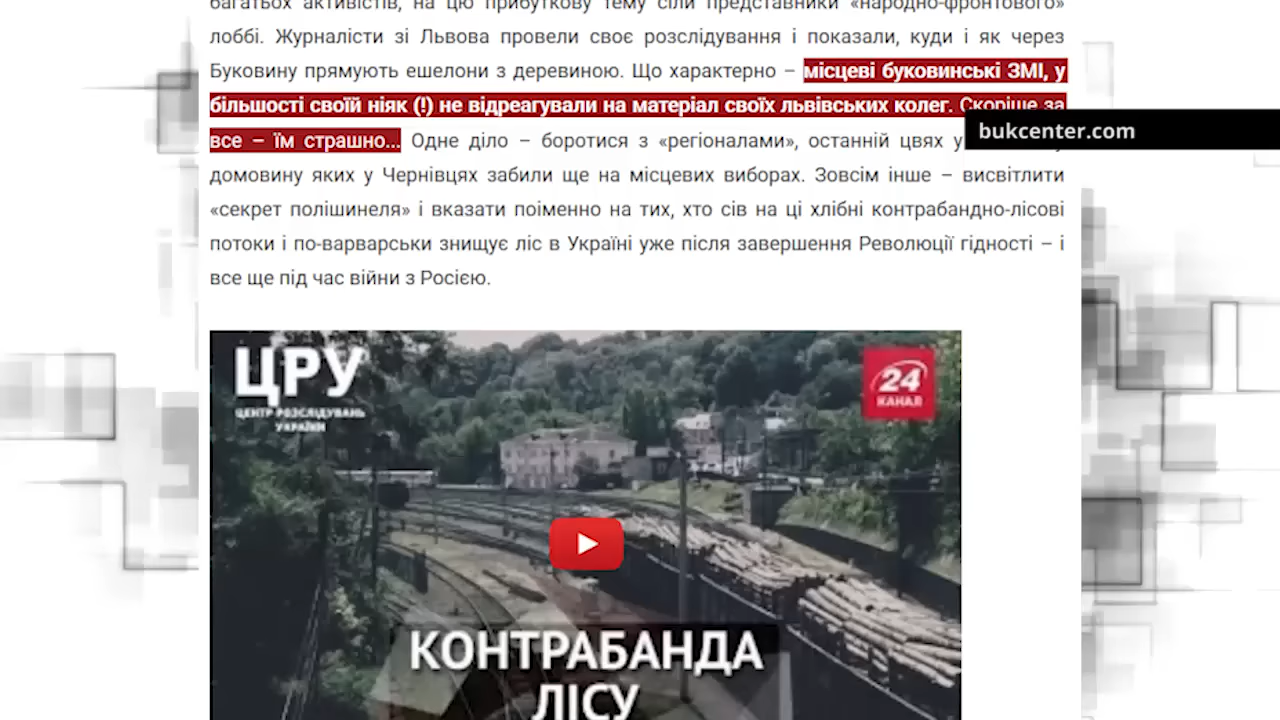 багатьох активістів, на цю прибуткову тему сіли представники «народно-фронтового»
лоббі. Журналісти зі Львова провели своє розслідування і показали, куди і як через
Буковину прямують ешелони з деревиною. Що характерно – місцеві буковинські ЗМІ, у
більшості своїй ніяк (!) не відреагували на матеріал своїх львівських колег. Скоріше за
все – їм страшно... Одне діло – боротися з «регіоналами», останній цвях у
bukcenter.com
домовину яких у Чернівцях забили ще на місцевих виборах. Зовсім інше – висвітлити
«секрет полішинеля» і вказати поіменно на тих, хто сів на ці хлібні контрабандно-лісові
потоки і по-варварськи знищує ліс в Україні уже після завершення Революції гідності – і
все ще під час війни з Росією.
ЦРУ
ЦЕНТР РОЗСЛІДУВАНЬ
УКРАЇНИ
24
КАНАЛ
КОНТРАБАНДА
ЛІСУ